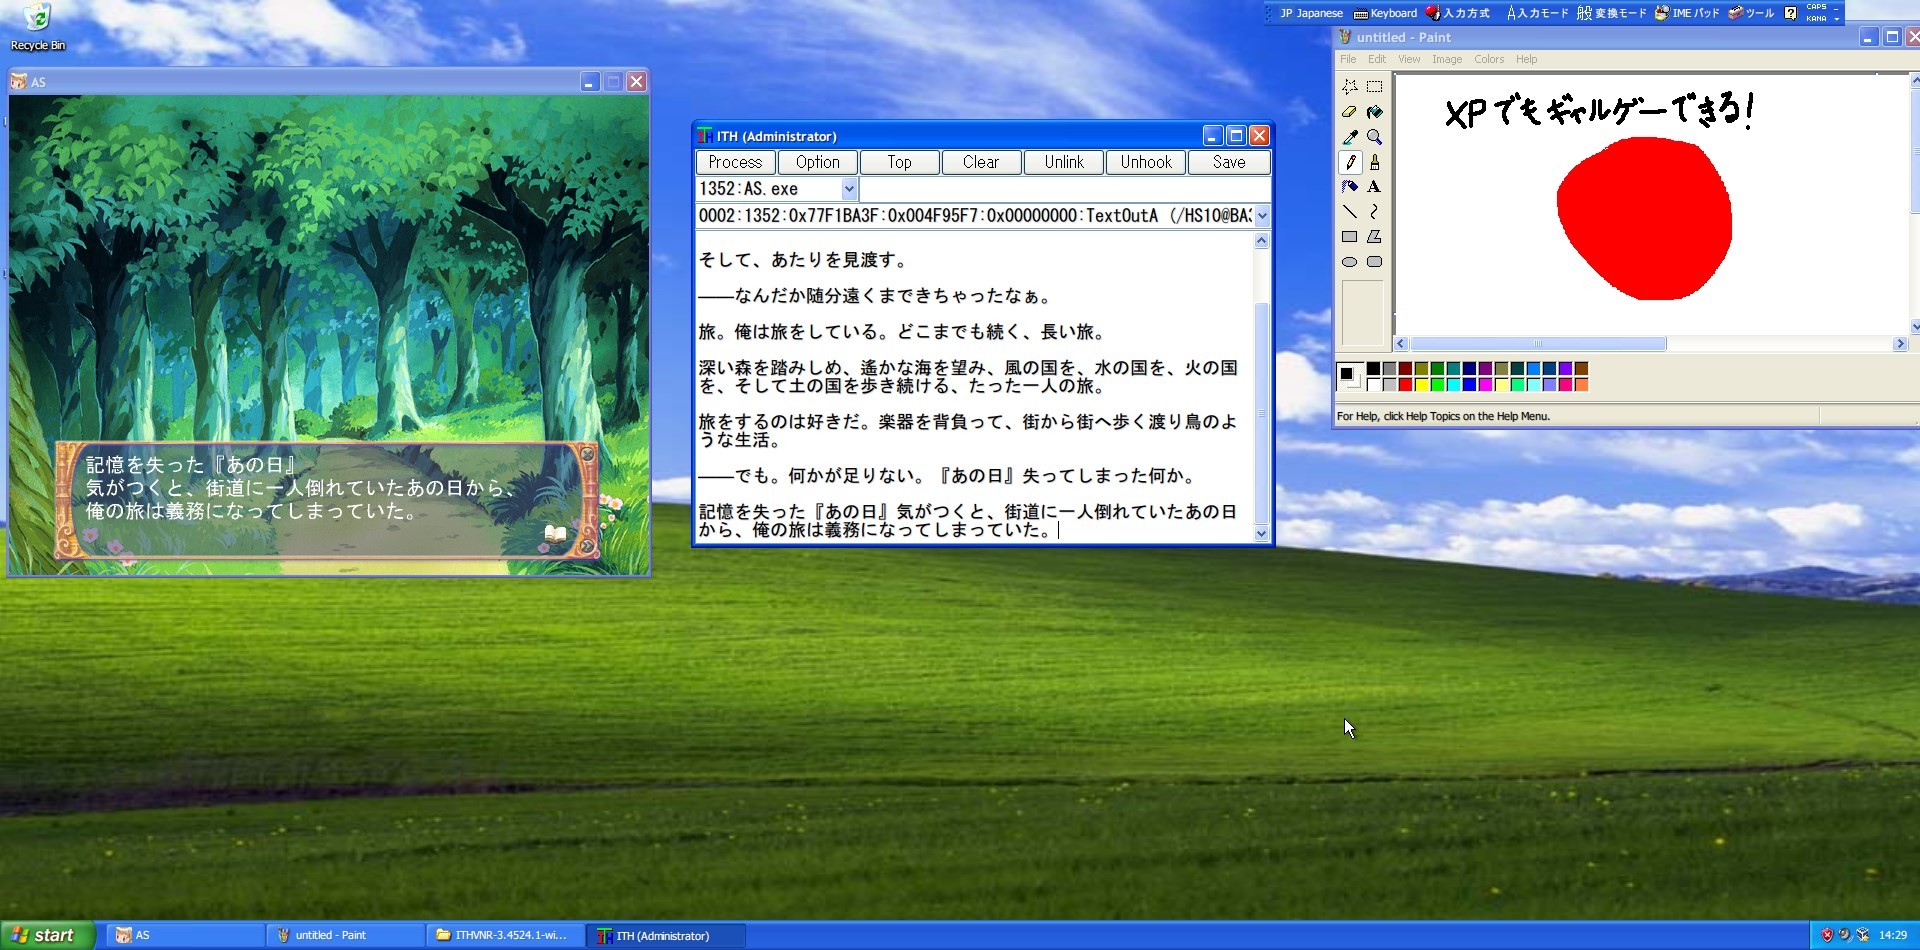 Recycle Bin
JP Japanese Keyboard 入力方式 A入力モード 般 変換モード IMEパッド ツール ? CAPS KANA
AS
記憶を失った『あの日』
気がつくと、街道に一人倒れていたあの日から、
俺の旅は義務になってしまっていた。
ITH (Administrator)
Process Option Top Clear Unlink Unhook Save
1352:AS.exe
0002:1352:0x77F1BA3F:0x004F95F7:0x00000000:TextOutA (/HS10@BA3
そして、あたりを見渡す。
――なんだか随分遠くまできちゃったなぁ。
旅。俺は旅をしている。どこまでも続く、長い旅。
深い森を踏みしめ、遙かな海を望み、風の国を、水の国を、火の国
を、そして土の国を歩き続ける、たった一人の旅。
旅をするのは好きだ。楽器を背負って、街から街へ歩く渡り鳥のよ
うな生活。
――でも。何かが足りない。『あの日』失ってしまった何か。
記憶を失った『あの日』気がつくと、街道に一人倒れていたあの日
から、俺の旅は義務になってしまっていた。
untitled - Paint
File Edit View Image Colors Help
XPでもギャルゲーできる!
For Help, click Help Topics on the Help Menu.
start AS untitled - Paint ITHVNR-3.4524.1-wi... ITH (Administrator) 14:29